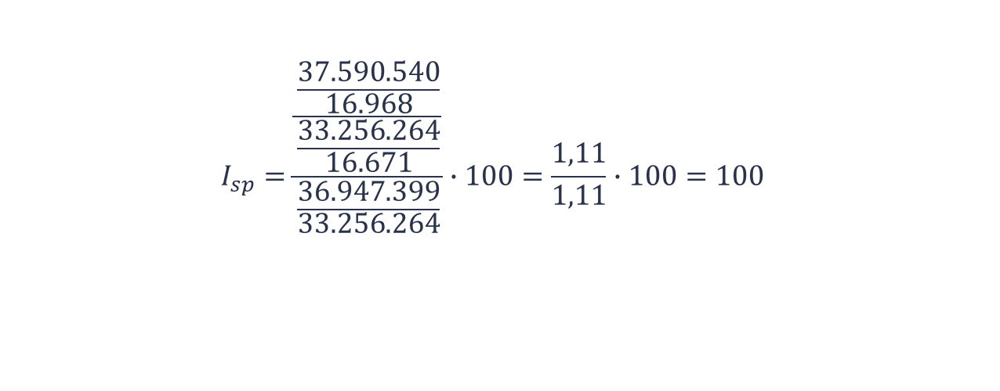 I_sp = ((37.590.540 / 16.968) / (33.256.264 / 16.671)) / (36.947.399 / 33.256.264) · 100 = 1,11 / 1,11 · 100 = 100